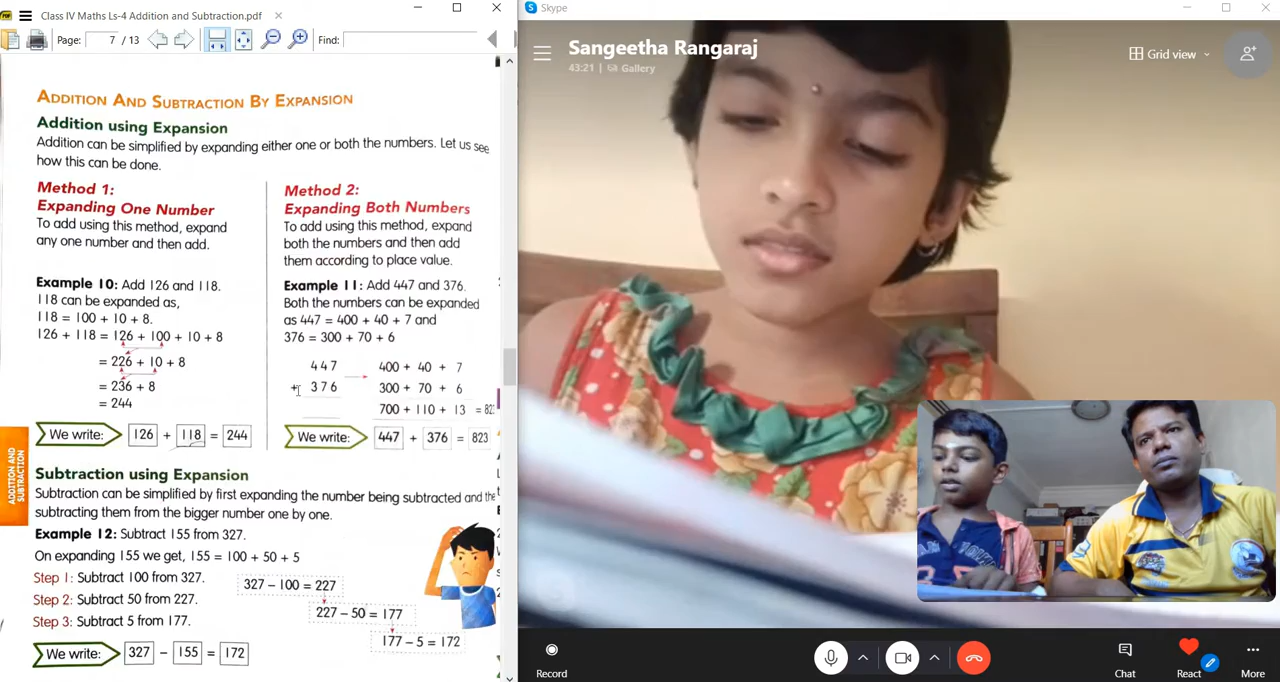 Class IV Maths Ls-4 Addition and Subtraction.pdf
Page: 7 / 13
Find:
ADDITION AND SUBTRACTION BY EXPANSION
Addition using Expansion
Addition can be simplified by expanding either one or both the numbers. Let us see
how this can be done.
Method 1:
Expanding One Number
To add using this method, expand
any one number and then add.
Example 10: Add 126 and 118.
118 can be expanded as,
118 = 100 + 10 + 8.
126 + 118 = 126 + 100 + 10 + 8
= 226 + 10 + 8
= 236 + 8
= 244
We write: 126 + 118 = 244
Method 2:
Expanding Both Numbers
To add using this method, expand
both the numbers and then add
them according to place value.
Example 11: Add 447 and 376.
Both the numbers can be expanded
as 447 = 400 + 40 + 7 and
376 = 300 + 70 + 6
447 400 + 40 + 7
+ 376 300 + 70 + 6
700 + 110 + 13 = 82
We write: 447 + 376 = 823
ADDITION AND
SUBTRACTION
Subtraction using Expansion
Subtraction can be simplified by first expanding the number being subtracted and the
subtracting them from the bigger number one by one.
Example 12: Subtract 155 from 327.
On expanding 155 we get, 155 = 100 + 50 + 5
Step 1: Subtract 100 from 327.
327 – 100 = 227
Step 2: Subtract 50 from 227.
227 – 50 = 177
Step 3: Subtract 5 from 177.
177 – 5 = 172
We write: 327 – 155 = 172
Skype
Sangeetha Rangaraj
43:21 | Gallery
Grid view
Record
Chat
React
More